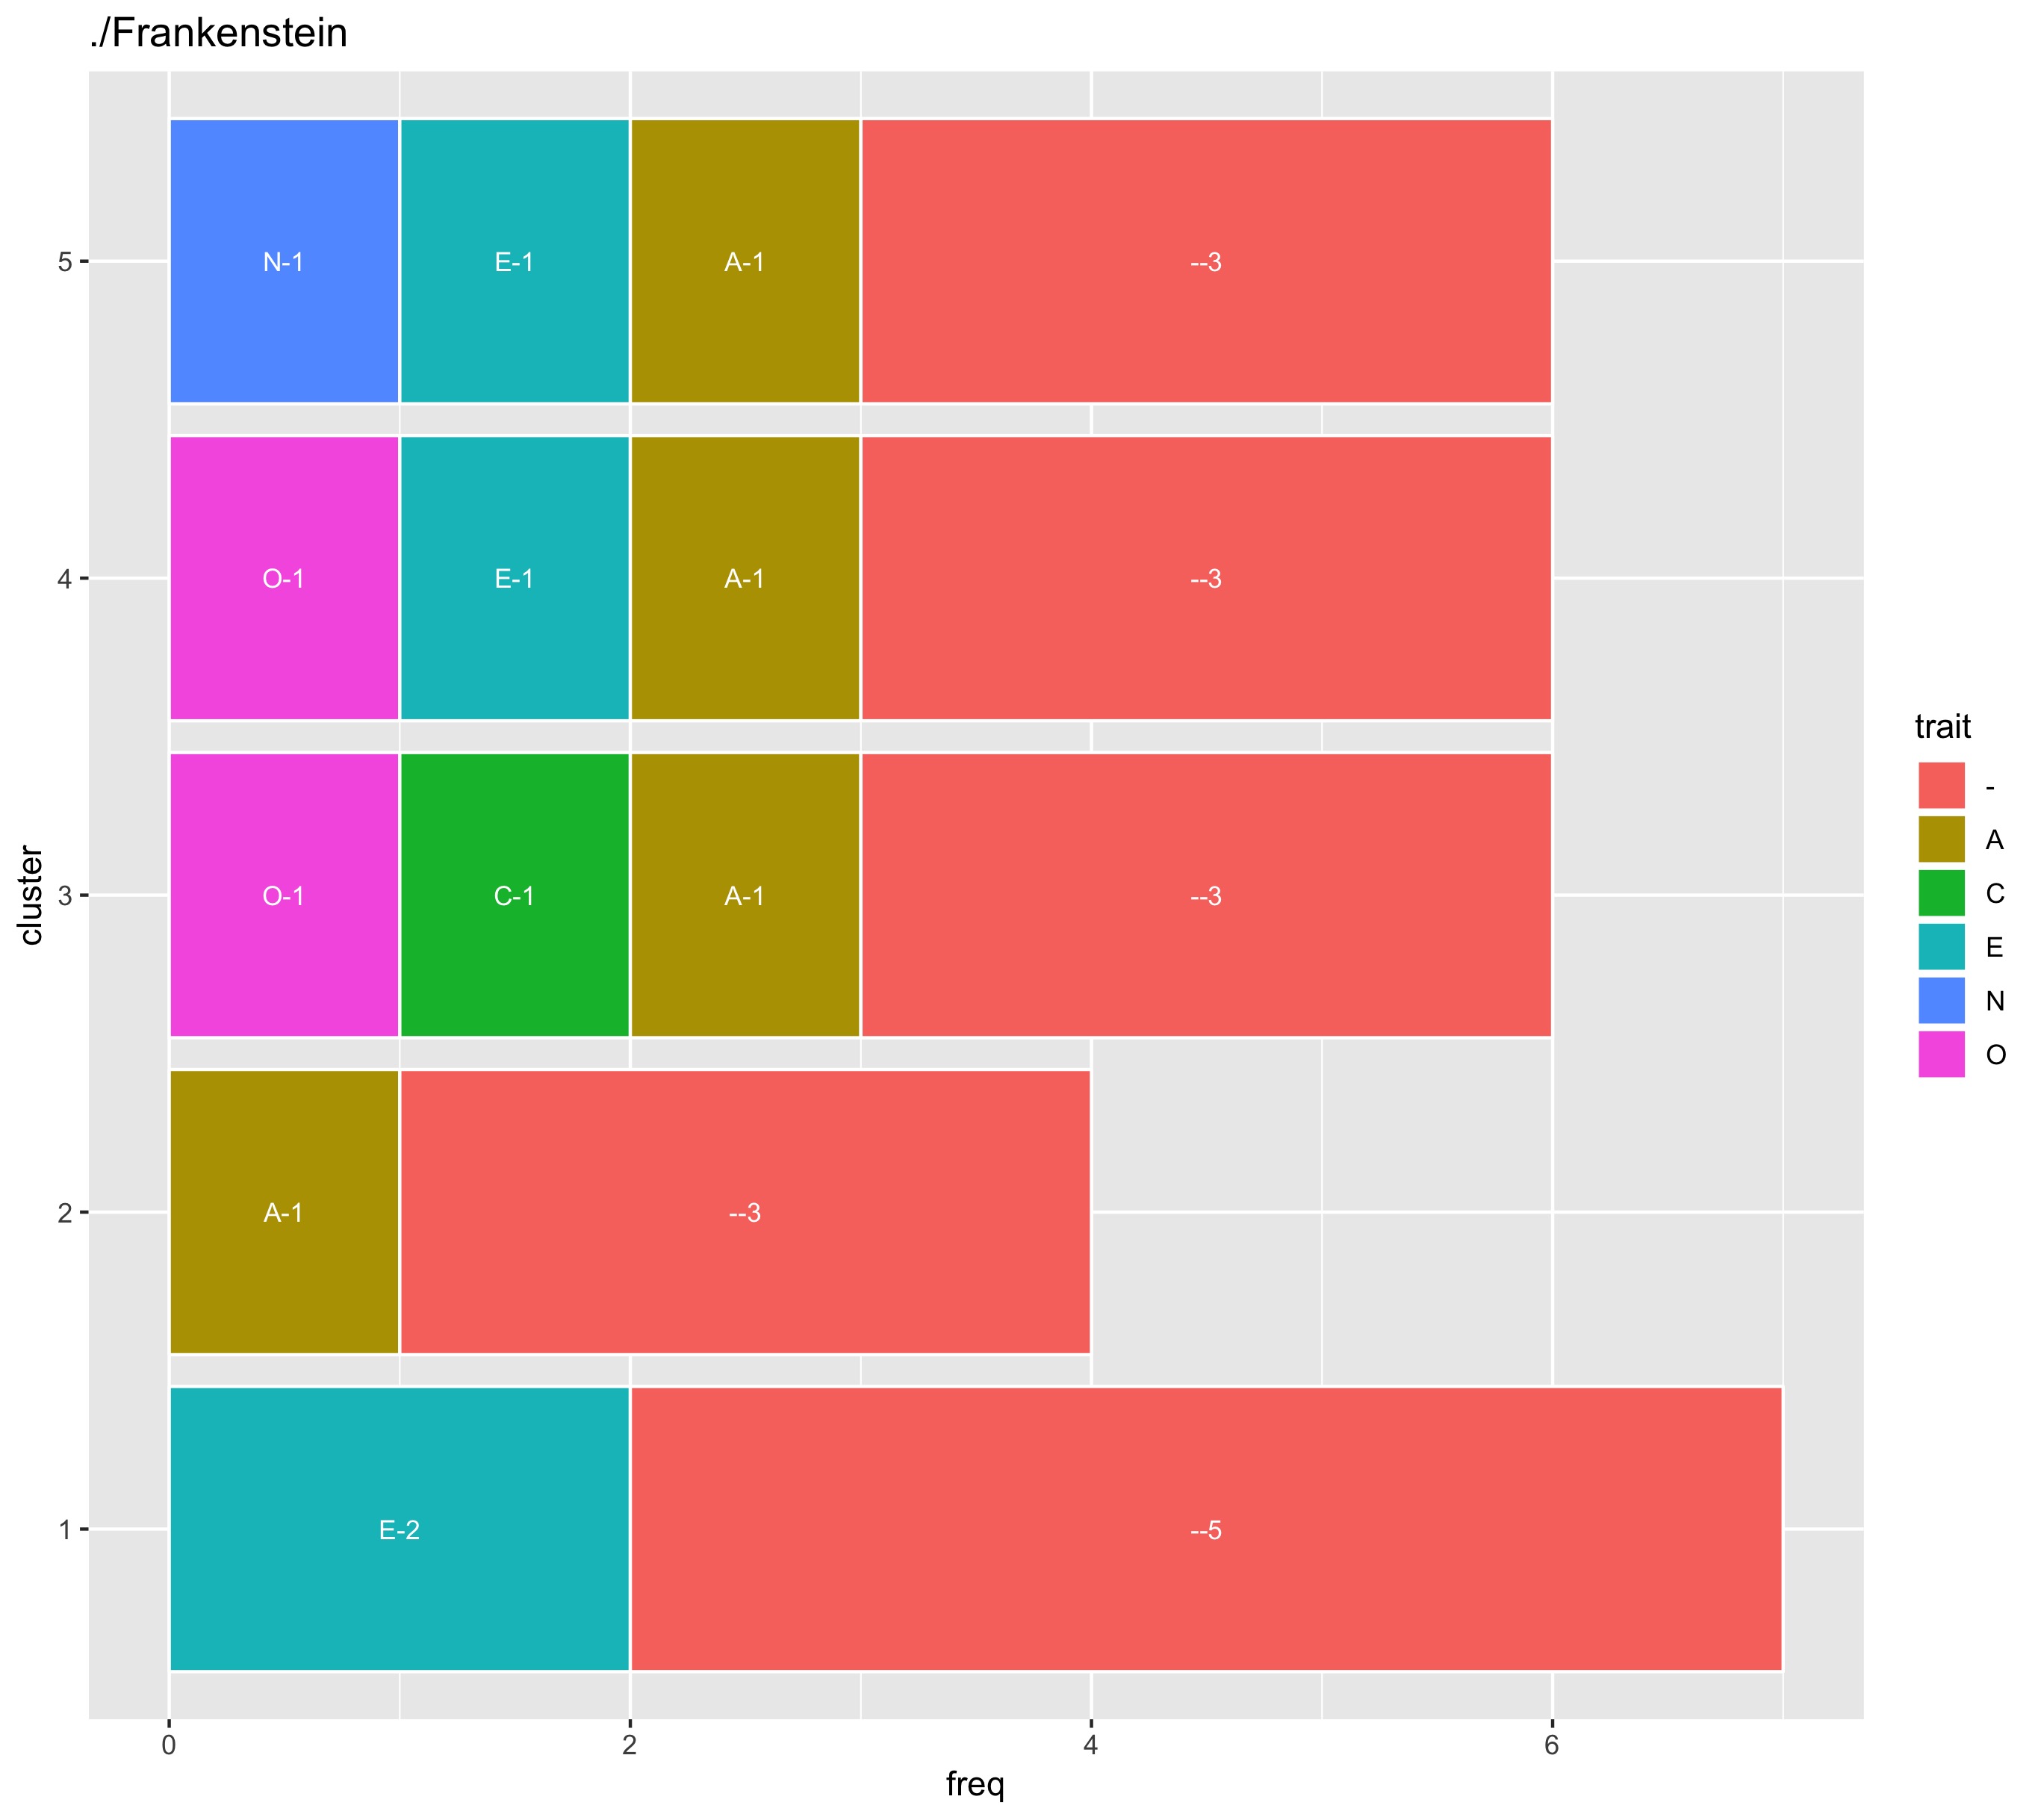 ./Frankenstein
5
N-1
E-1
A-1
--3
4
O-1
E-1
A-1
--3
3
O-1
C-1
A-1
--3
2
A-1
--3
1
E-2
--5
0
2
4
6
freq
cluster
trait
-
A
C
E
N
O